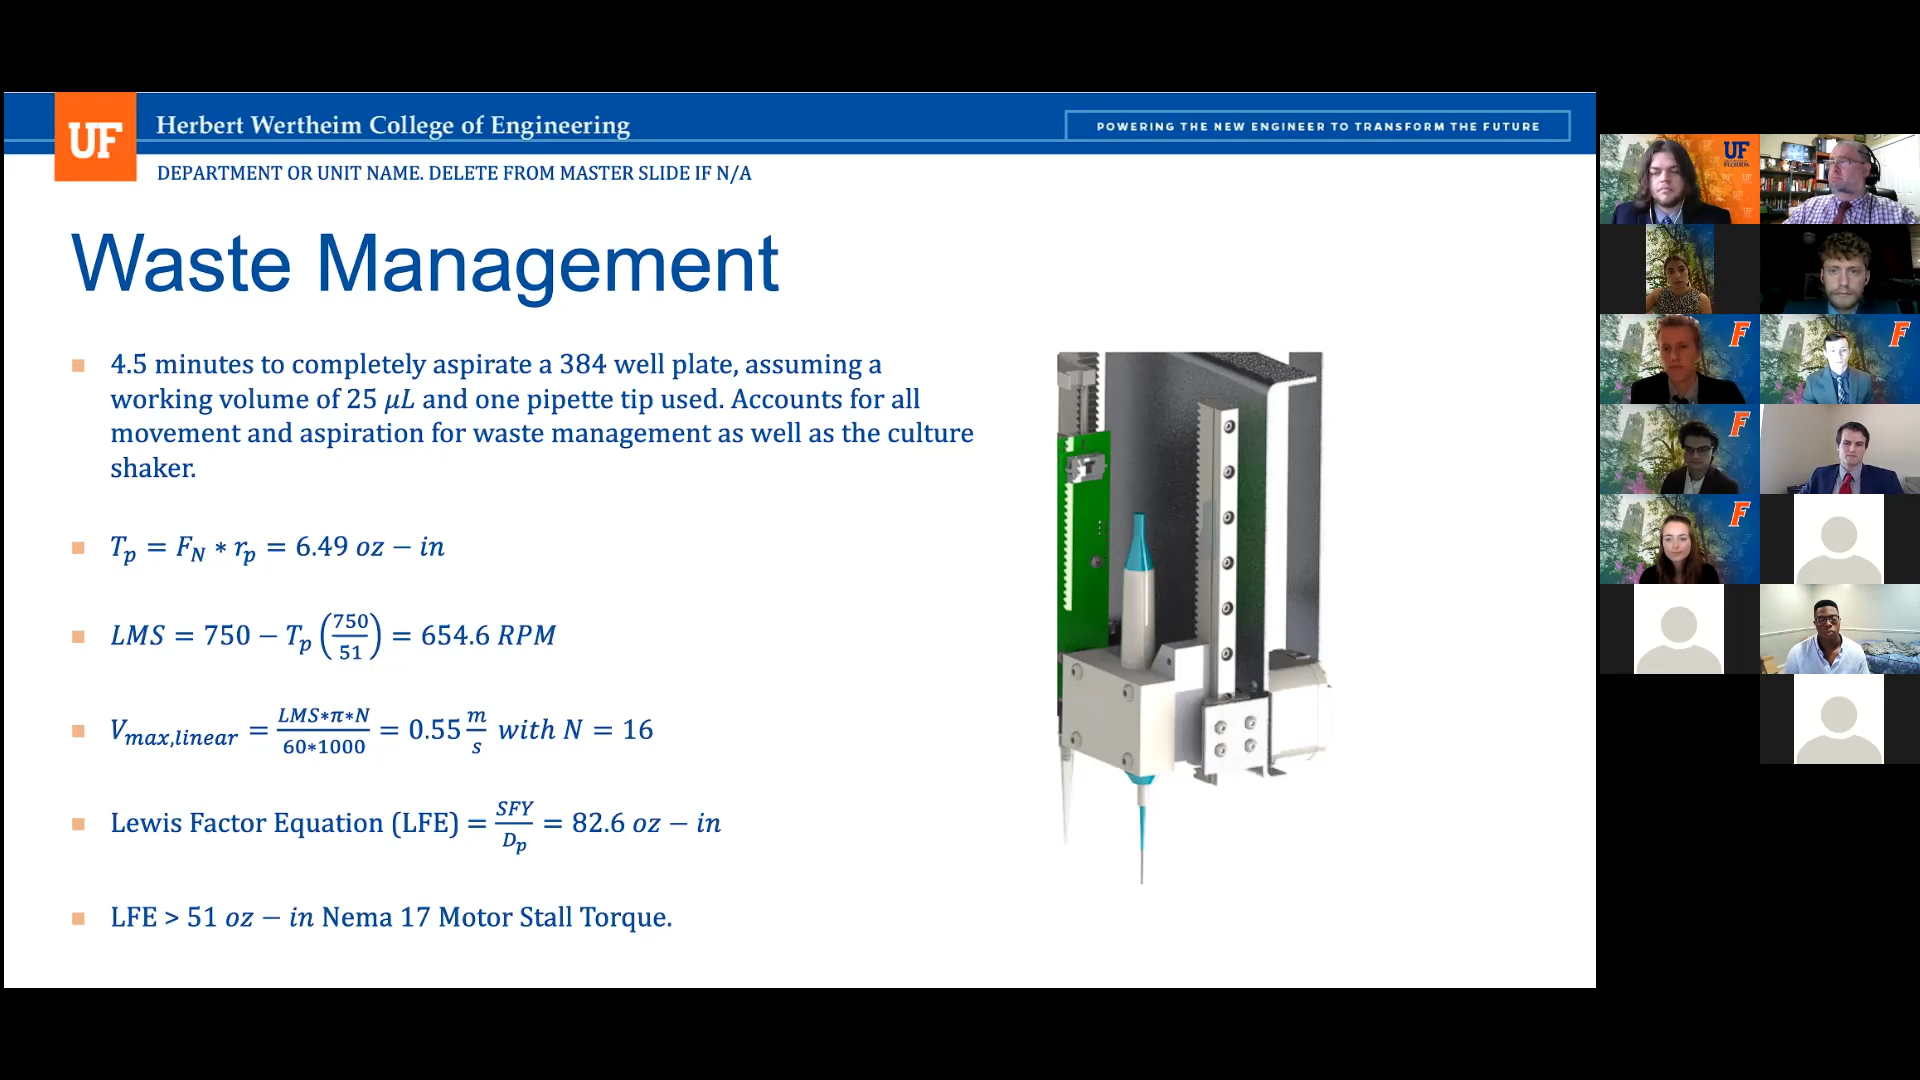 UF
Herbert Wertheim College of Engineering
POWERING THE NEW ENGINEER TO TRANSFORM THE FUTURE
DEPARTMENT OR UNIT NAME. DELETE FROM MASTER SLIDE IF N/A
Waste Management
4.5 minutes to completely aspirate a 384 well plate, assuming a
working volume of 25 μL and one pipette tip used. Accounts for all
movement and aspiration for waste management as well as the culture
shaker.
T_p = F_N * r_p = 6.49 oz − in
LMS = 750 − T_p (750/51) = 654.6 RPM
V_max,linear = LMS*π*N/60*1000 = 0.55 m/s with N = 16
Lewis Factor Equation (LFE) = SFY/D_p = 82.6 oz − in
LFE > 51 oz − in Nema 17 Motor Stall Torque.
UF
F
F
F
F